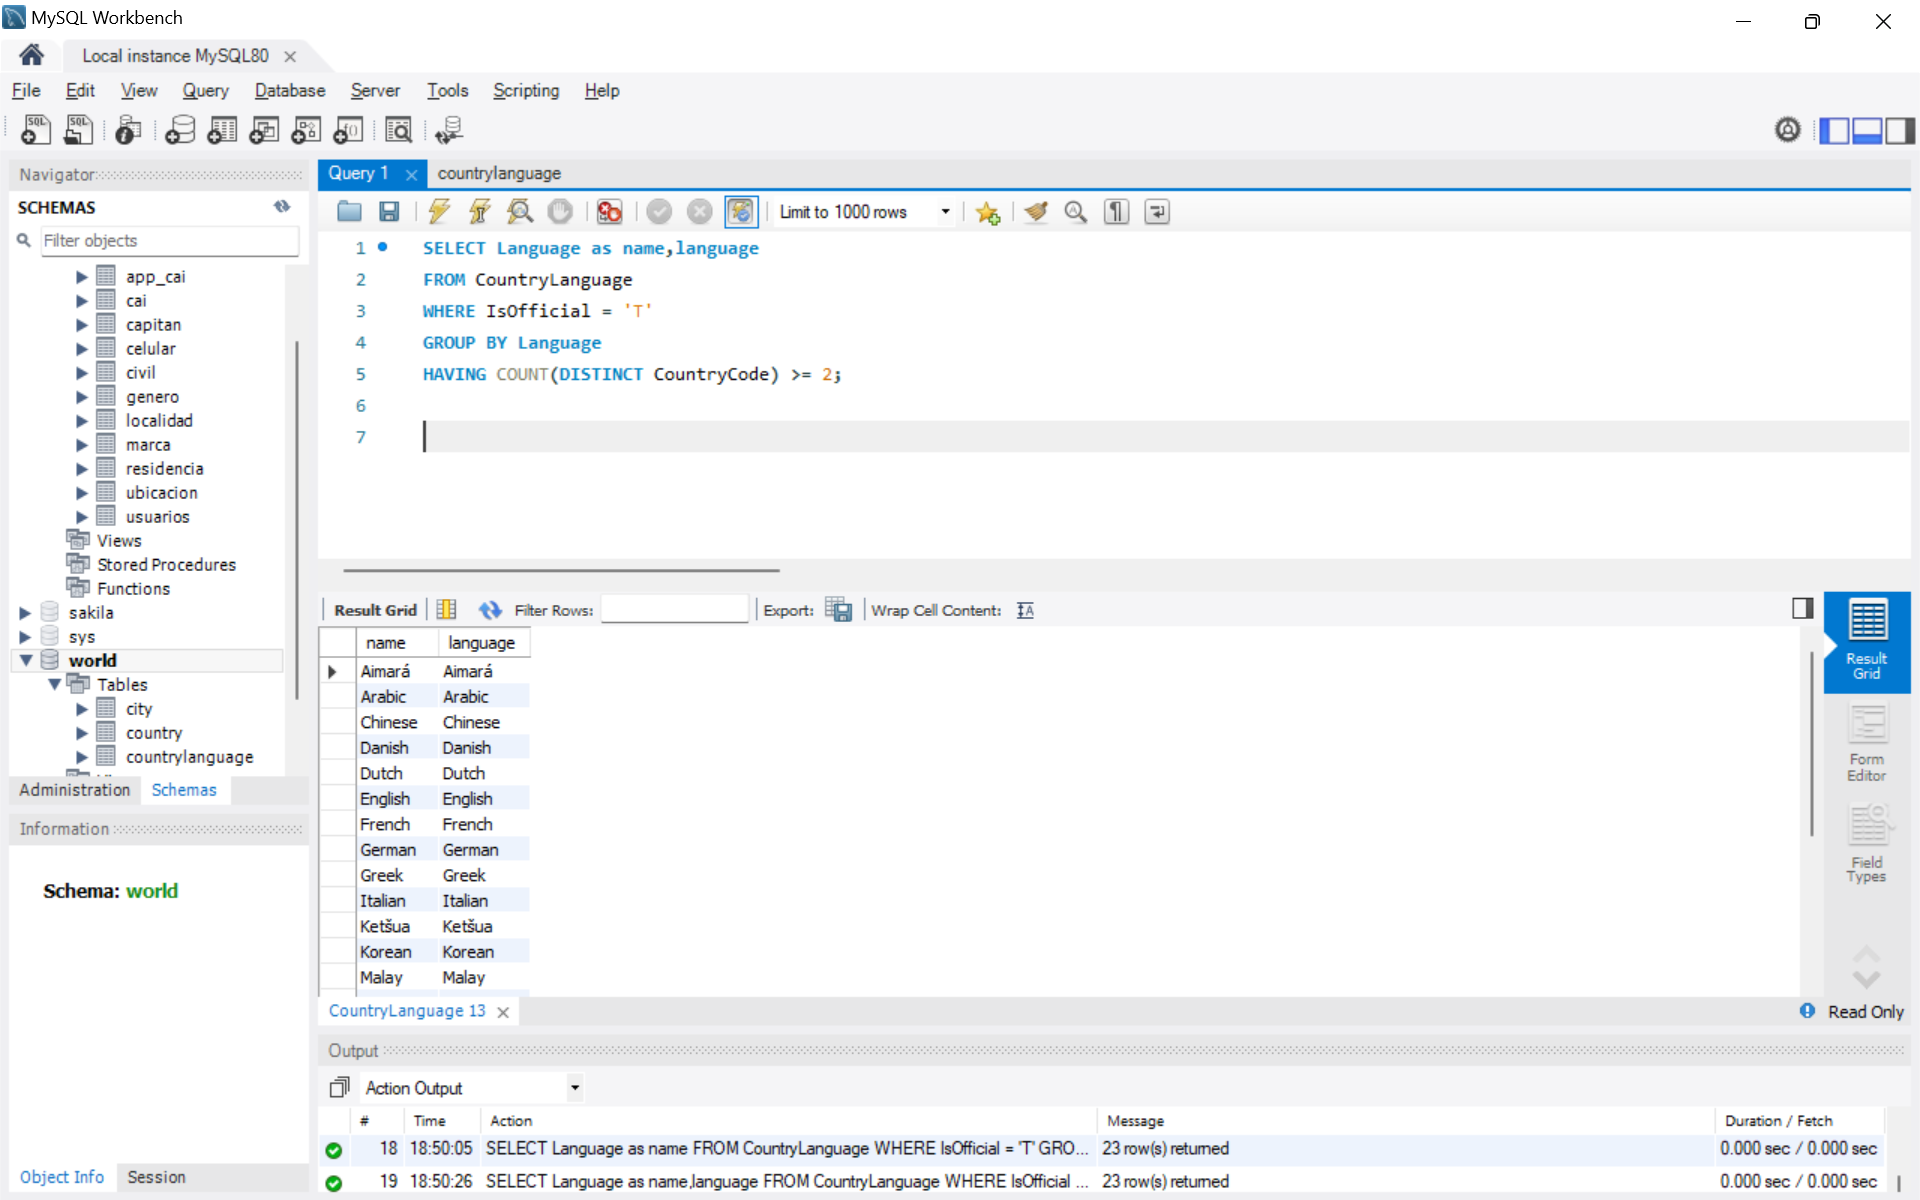 MySQL Workbench
Local instance MySQL80
File Edit View Query Database Server Tools Scripting Help
Navigator
SCHEMAS
Filter objects
app_cai
cai
capitan
celular
civil
genero
localidad
marca
residencia
ubicacion
usuarios
Views
Stored Procedures
Functions
sakila
sys
world
Tables
city
country
countrylanguage
Administration Schemas
Information
Schema: world
Object Info Session
Query 1 countrylanguage
Limit to 1000 rows
1 SELECT Language as name,language
2 FROM CountryLanguage
3 WHERE IsOfficial = 'T'
4 GROUP BY Language
5 HAVING COUNT(DISTINCT CountryCode) >= 2;
6
7
Result Grid Filter Rows: Export: Wrap Cell Content:
name language
Aimará Aimará
Arabic Arabic
Chinese Chinese
Danish Danish
Dutch Dutch
English English
French French
German German
Greek Greek
Italian Italian
Ketšua Ketšua
Korean Korean
Malay Malay
Result
Grid
Form
Editor
Field
Types
CountryLanguage 13 Read Only
Output
Action Output
# Time Action Message Duration / Fetch
18 18:50:05 SELECT Language as name FROM CountryLanguage WHERE IsOfficial = 'T' GRO... 23 row(s) returned 0.000 sec / 0.000 sec
19 18:50:26 SELECT Language as name,language FROM CountryLanguage WHERE IsOfficial ... 23 row(s) returned 0.000 sec / 0.000 sec